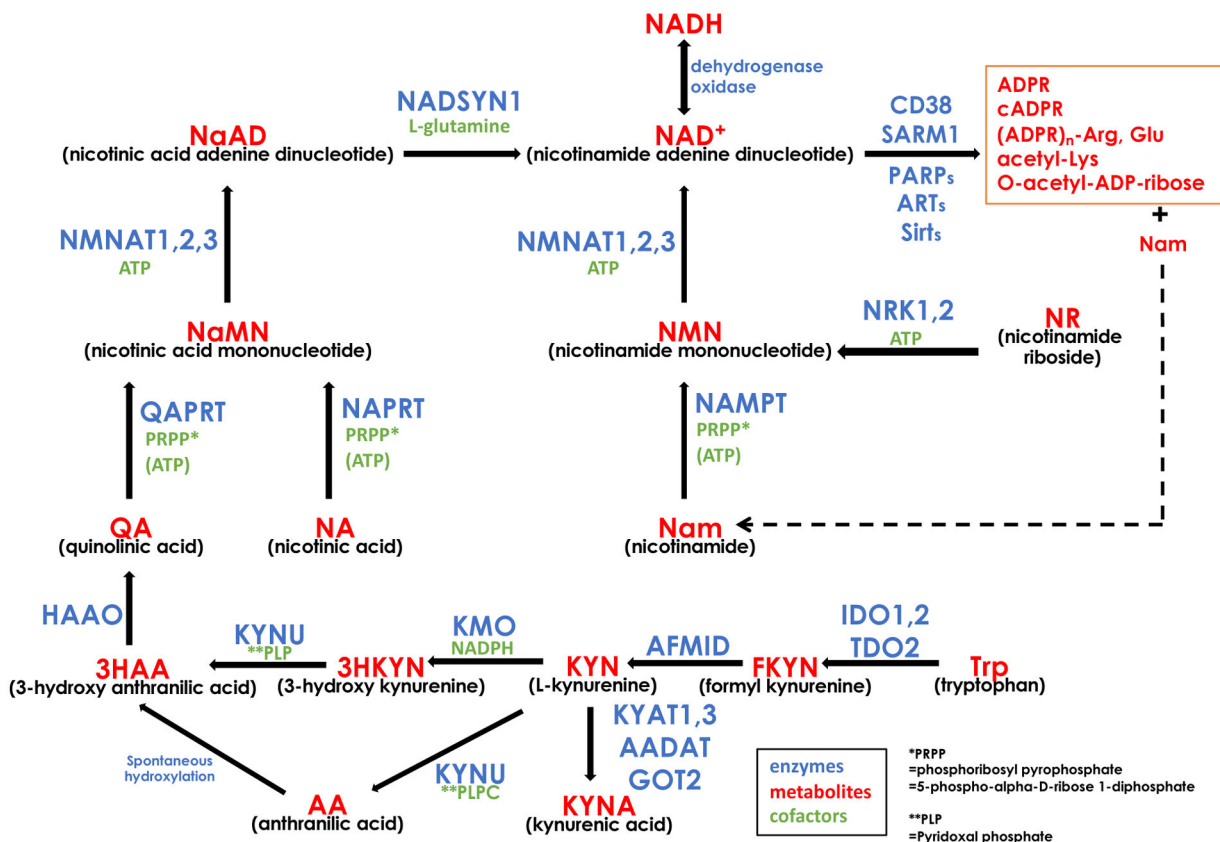 NADH
dehydrogenase
oxidase
NADSYN1
L-glutamine
NaAD
(nicotinic acid adenine dinucleotide)
NAD⁺
(nicotinamide adenine dinucleotide)
CD38
SARM1
PARPs
ARTs
Sirts
ADPR
cADPR
(ADPR)n-Arg, Glu
acetyl-Lys
O-acetyl-ADP-ribose
+
Nam
NMNAT1,2,3
ATP
NMNAT1,2,3
ATP
NaMN
(nicotinic acid mononucleotide)
NMN
(nicotinamide mononucleotide)
NRK1,2
ATP
NR
(nicotinamide
riboside)
QAPRT
PRPP*
(ATP)
NAPRT
PRPP*
(ATP)
NAMPT
PRPP*
(ATP)
QA
(quinolinic acid)
NA
(nicotinic acid)
Nam
(nicotinamide)
HAAO
KYNU
**PLP
KMO
NADPH
AFMID
IDO1,2
TDO2
3HAA
(3-hydroxy anthranilic acid)
3HKYN
(3-hydroxy kynurenine)
KYN
(L-kynurenine)
FKYN
(formyl kynurenine)
Trp
(tryptophan)
Spontaneous
hydroxylation
KYNU
**PLPC
KYAT1,3
AADAT
GOT2
AA
(anthranilic acid)
KYNA
(kynurenic acid)
enzymes
metabolites
cofactors
*PRPP
=phosphoribosyl pyrophosphate
=5-phospho-alpha-D-ribose 1-diphosphate
**PLP
=Pyridoxal phosphate